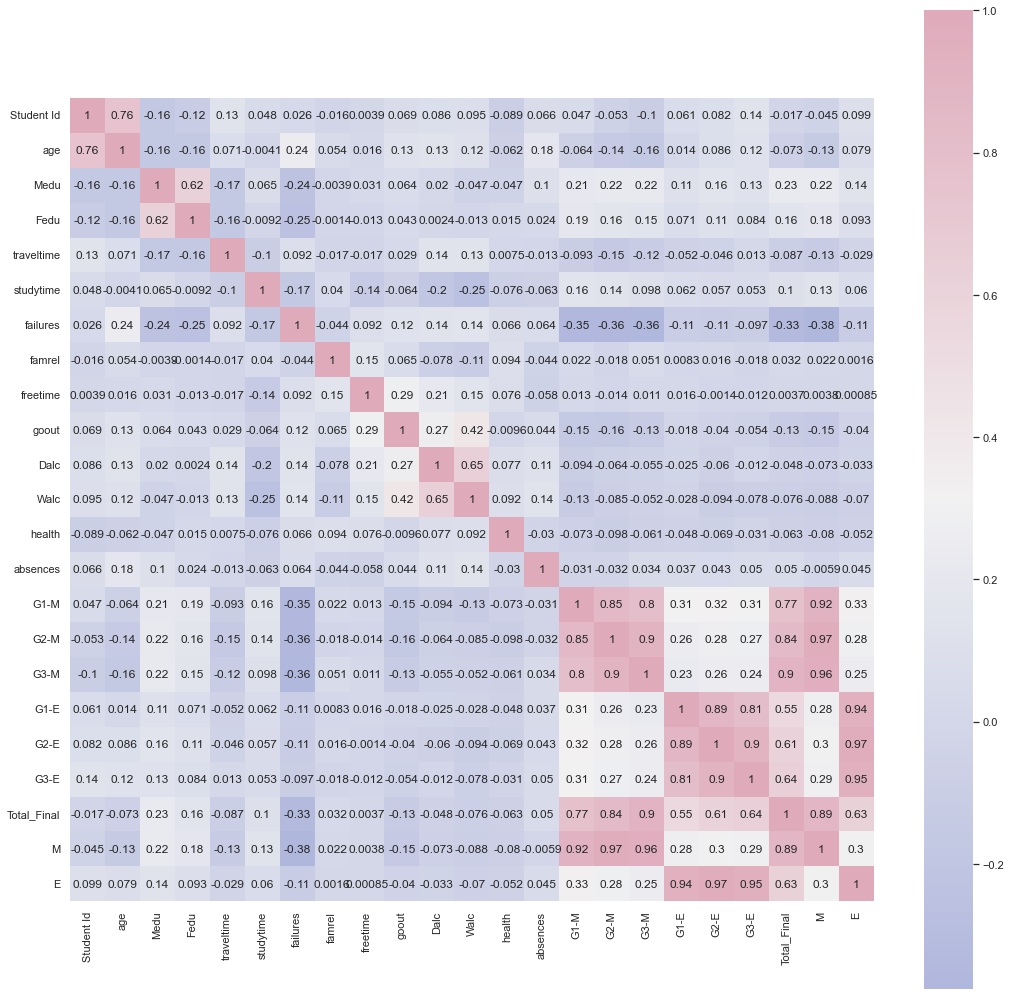 1.0
0.8
0.6
0.4
0.2
0.0
−0.2
Student Id 1 0.76 -0.16 -0.12 0.13 0.048 0.026 -0.016 0.0039 0.069 0.086 0.095 -0.089 0.066 0.047 -0.053 -0.1 0.061 0.082 0.14 -0.017 -0.045 0.099
age 0.76 1 -0.16 -0.16 0.071 -0.0041 0.24 0.054 0.016 0.13 0.13 0.12 -0.062 0.18 -0.064 -0.14 -0.16 0.014 0.086 0.12 -0.073 -0.13 0.079
Medu -0.16 -0.16 1 0.62 -0.17 0.065 -0.24 -0.0039 0.031 0.064 0.02 -0.047 -0.047 0.1 0.21 0.22 0.22 0.11 0.16 0.13 0.23 0.22 0.14
Fedu -0.12 -0.16 0.62 1 -0.16 -0.0092 -0.25 -0.0014 -0.013 0.043 0.0024 -0.013 0.015 0.024 0.19 0.16 0.15 0.071 0.11 0.084 0.16 0.18 0.093
traveltime 0.13 0.071 -0.17 -0.16 1 -0.1 0.092 -0.017 -0.017 0.029 0.14 0.13 0.0075 -0.013 -0.093 -0.15 -0.12 -0.052 -0.046 0.013 -0.087 -0.13 -0.029
studytime 0.048 -0.0041 0.065 -0.0092 -0.1 1 -0.17 0.04 -0.14 -0.064 -0.2 -0.25 -0.076 -0.063 0.16 0.14 0.098 0.062 0.057 0.053 0.1 0.13 0.06
failures 0.026 0.24 -0.24 -0.25 0.092 -0.17 1 -0.044 0.092 0.12 0.14 0.14 0.066 0.064 -0.35 -0.36 -0.36 -0.11 -0.11 -0.097 -0.33 -0.38 -0.11
famrel -0.016 0.054 -0.0039 -0.0014 -0.017 0.04 -0.044 1 0.15 0.065 -0.078 -0.11 0.094 -0.044 0.022 -0.018 0.051 0.0083 0.016 -0.018 0.032 0.022 0.0016
freetime 0.0039 0.016 0.031 -0.013 -0.017 -0.14 0.092 0.15 1 0.29 0.21 0.15 0.076 -0.058 0.013 -0.014 0.011 0.016 -0.0014 -0.012 0.0037 0.0038 0.00085
goout 0.069 0.13 0.064 0.043 0.029 -0.064 0.12 0.065 0.29 1 0.27 0.42 -0.0096 0.044 -0.15 -0.16 -0.13 -0.018 -0.04 -0.054 -0.13 -0.15 -0.04
Dalc 0.086 0.13 0.02 0.0024 0.14 -0.2 0.14 -0.078 0.21 0.27 1 0.65 0.077 0.11 -0.094 -0.064 -0.055 -0.025 -0.06 -0.012 -0.048 -0.073 -0.033
Walc 0.095 0.12 -0.047 -0.013 0.13 -0.25 0.14 -0.11 0.15 0.42 0.65 1 0.092 0.14 -0.13 -0.085 -0.052 -0.028 -0.094 -0.078 -0.076 -0.088 -0.07
health -0.089 -0.062 -0.047 0.015 0.0075 -0.076 0.066 0.094 0.076 -0.0096 0.077 0.092 1 -0.03 -0.073 -0.098 -0.061 -0.048 -0.069 -0.031 -0.063 -0.08 -0.052
absences 0.066 0.18 0.1 0.024 -0.013 -0.063 0.064 -0.044 -0.058 0.044 0.11 0.14 -0.03 1 -0.031 -0.032 0.034 0.037 0.043 0.05 0.05 -0.0059 0.045
G1-M 0.047 -0.064 0.21 0.19 -0.093 0.16 -0.35 0.022 0.013 -0.15 -0.094 -0.13 -0.073 -0.031 1 0.85 0.8 0.31 0.32 0.31 0.77 0.92 0.33
G2-M -0.053 -0.14 0.22 0.16 -0.15 0.14 -0.36 -0.018 -0.014 -0.16 -0.064 -0.085 -0.098 -0.032 0.85 1 0.9 0.26 0.28 0.27 0.84 0.97 0.28
G3-M -0.1 -0.16 0.22 0.15 -0.12 0.098 -0.36 0.051 0.011 -0.13 -0.055 -0.052 -0.061 0.034 0.8 0.9 1 0.23 0.26 0.24 0.9 0.96 0.25
G1-E 0.061 0.014 0.11 0.071 -0.052 0.062 -0.11 0.0083 0.016 -0.018 -0.025 -0.028 -0.048 0.037 0.31 0.26 0.23 1 0.89 0.81 0.55 0.28 0.94
G2-E 0.082 0.086 0.16 0.11 -0.046 0.057 -0.11 0.016 -0.0014 -0.04 -0.06 -0.094 -0.069 0.043 0.32 0.28 0.26 0.89 1 0.9 0.61 0.3 0.97
G3-E 0.14 0.12 0.13 0.084 0.013 0.053 -0.097 -0.018 -0.012 -0.054 -0.012 -0.078 -0.031 0.05 0.31 0.27 0.24 0.81 0.9 1 0.64 0.29 0.95
Total_Final -0.017 -0.073 0.23 0.16 -0.087 0.1 -0.33 0.032 0.0037 -0.13 -0.048 -0.076 -0.063 0.05 0.77 0.84 0.9 0.55 0.61 0.64 1 0.89 0.63
M -0.045 -0.13 0.22 0.18 -0.13 0.13 -0.38 0.022 0.0038 -0.15 -0.073 -0.088 -0.08 -0.0059 0.92 0.97 0.96 0.28 0.3 0.29 0.89 1 0.3
E 0.099 0.079 0.14 0.093 -0.029 0.06 -0.11 0.0016 0.00085 -0.04 -0.033 -0.07 -0.052 0.045 0.33 0.28 0.25 0.94 0.97 0.95 0.63 0.3 1
Student Id age Medu Fedu traveltime studytime failures famrel freetime goout Dalc Walc health absences G1-M G2-M G3-M G1-E G2-E G3-E Total_Final M E